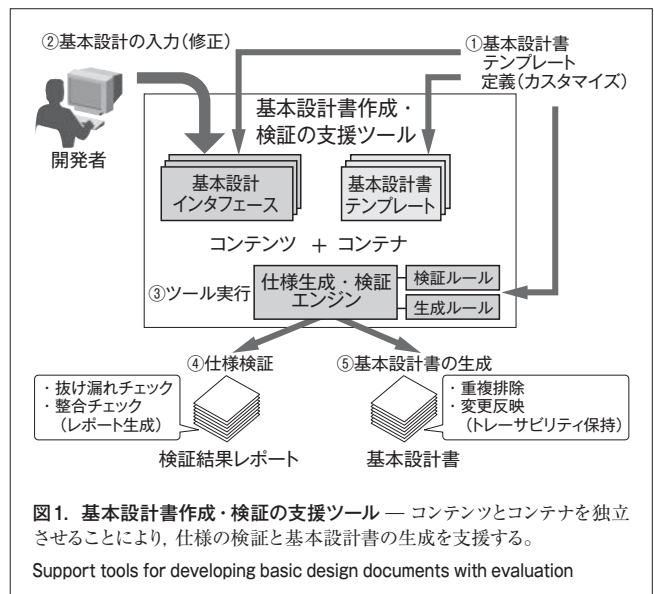 ②基本設計の入力(修正)
①基本設計書
テンプレート
定義(カスタマイズ)
開発者
基本設計書作成・
検証の支援ツール
基本設計
インタフェース
基本設計書
テンプレート
コンテンツ + コンテナ
③ツール実行
仕様生成・検証
エンジン
検証ルール
生成ルール
④仕様検証
⑤基本設計書の生成
・抜け漏れチェック
・整合チェック
(レポート生成)
・重複排除
・変更反映
(トレーサビリティ保持)
検証結果レポート
基本設計書
図1. 基本設計書作成・検証の支援ツール — コンテンツとコンテナを独立
させることにより, 仕様の検証と基本設計書の生成を支援する。
Support tools for developing basic design documents with evaluation